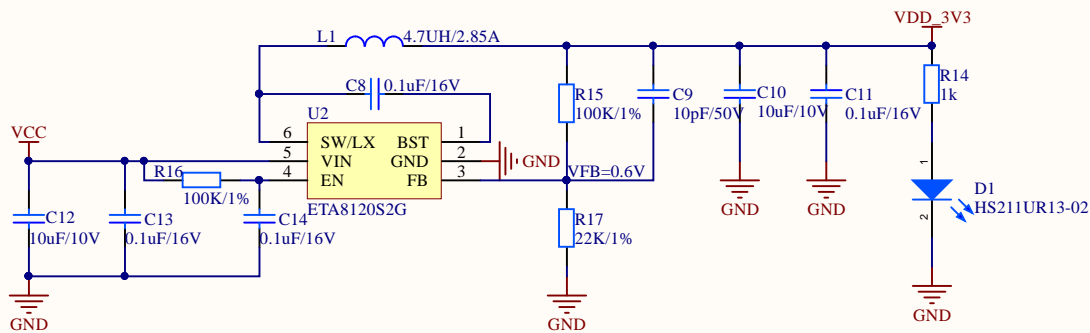 VDD_3V3
L1
4.7UH/2.85A
C8
0.1uF/16V
R14
1k
R15
100K/1%
C9
10pF/50V
C10
10uF/10V
C11
0.1uF/16V
U2
VCC
6
SW/LX
BST
1
5
VIN
GND
2
GND
4
EN
FB
3
VFB=0.6V
R16
100K/1%
ETA8120S2G
1
GND
GND
D1
HS211UR13-02
2
C12
10uF/10V
C13
0.1uF/16V
C14
0.1uF/16V
R17
22K/1%
GND
GND
GND